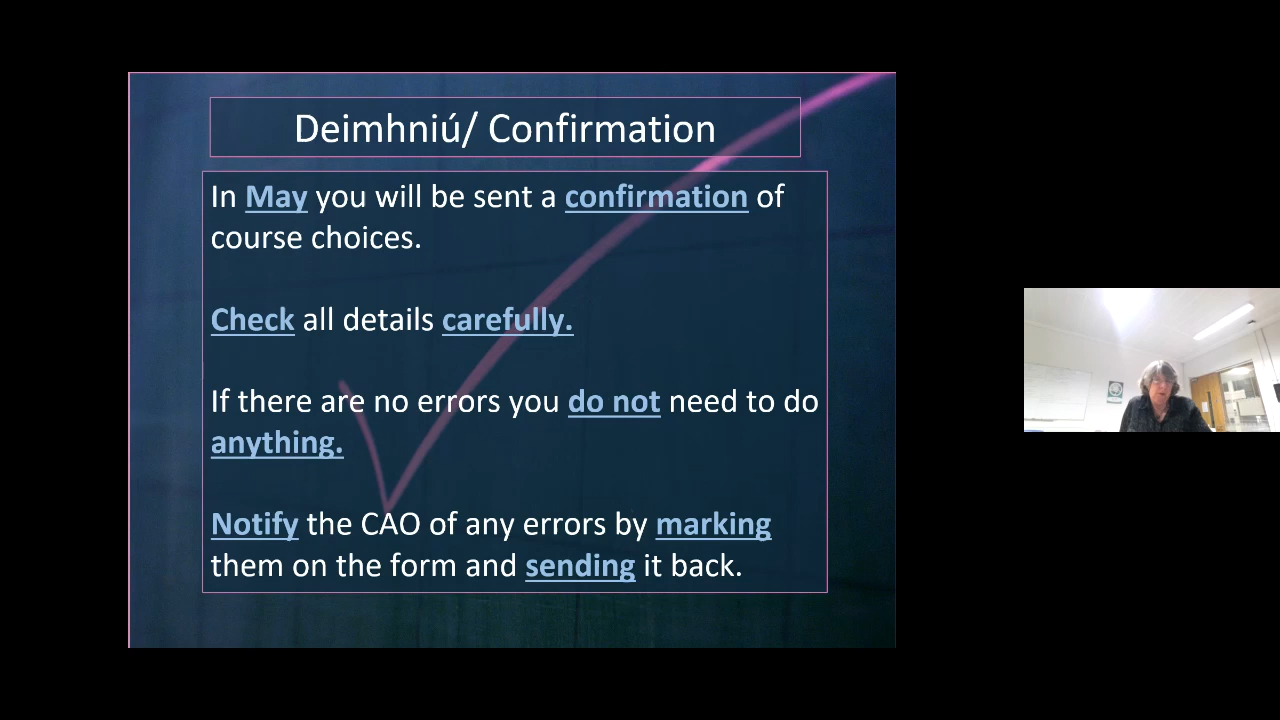 Deimhniú/ Confirmation
In May you will be sent a confirmation of
course choices.
Check all details carefully.
If there are no errors you do not need to do
anything.
Notify the CAO of any errors by marking
them on the form and sending it back.